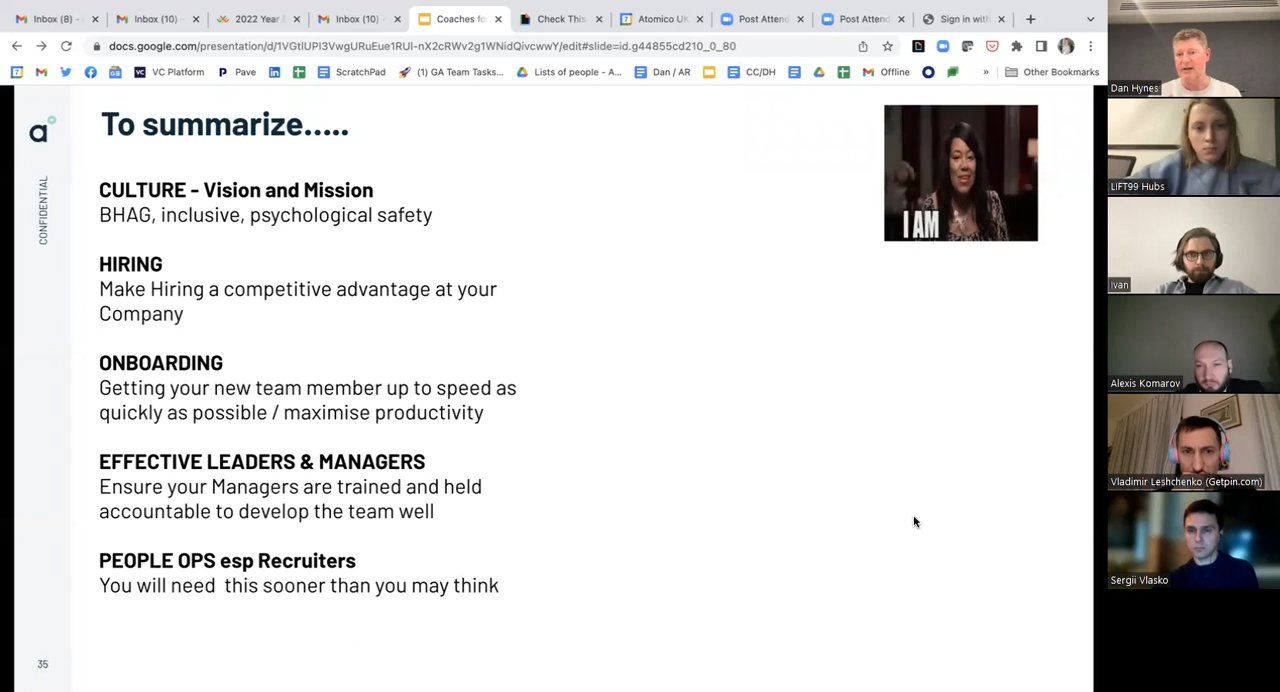 Inbox (8) -
Inbox (10) -
2022 Year
Inbox (10)
Coaches fo
Check This
Atomico UK
Post Attend
Post Attend
Sign in with
docs.google.com/presentation/d/1VGtlUPI3VwgURuEue1RUl-nX2cRWv2g1WNidQivcwwY/edit#slide=id.g44855cd210_0_80
VC Platform
Pave
ScratchPad
(1) GA Team Tasks...
Lists of people - A...
Dan / AR
CC/DH
Offline
»
Other Bookmarks
a
CONFIDENTIAL
To summarize.....
I AM
CULTURE - Vision and Mission
BHAG, inclusive, psychological safety
HIRING
Make Hiring a competitive advantage at your
Company
ONBOARDING
Getting your new team member up to speed as
quickly as possible / maximise productivity
EFFECTIVE LEADERS & MANAGERS
Ensure your Managers are trained and held
accountable to develop the team well
PEOPLE OPS esp Recruiters
You will need  this sooner than you may think
35
Dan Hynes
LIFT99 Hubs
Ivan
Alexis Komarov
Vladimir Leshchenko (Getpin.com)
Sergii Vlasko